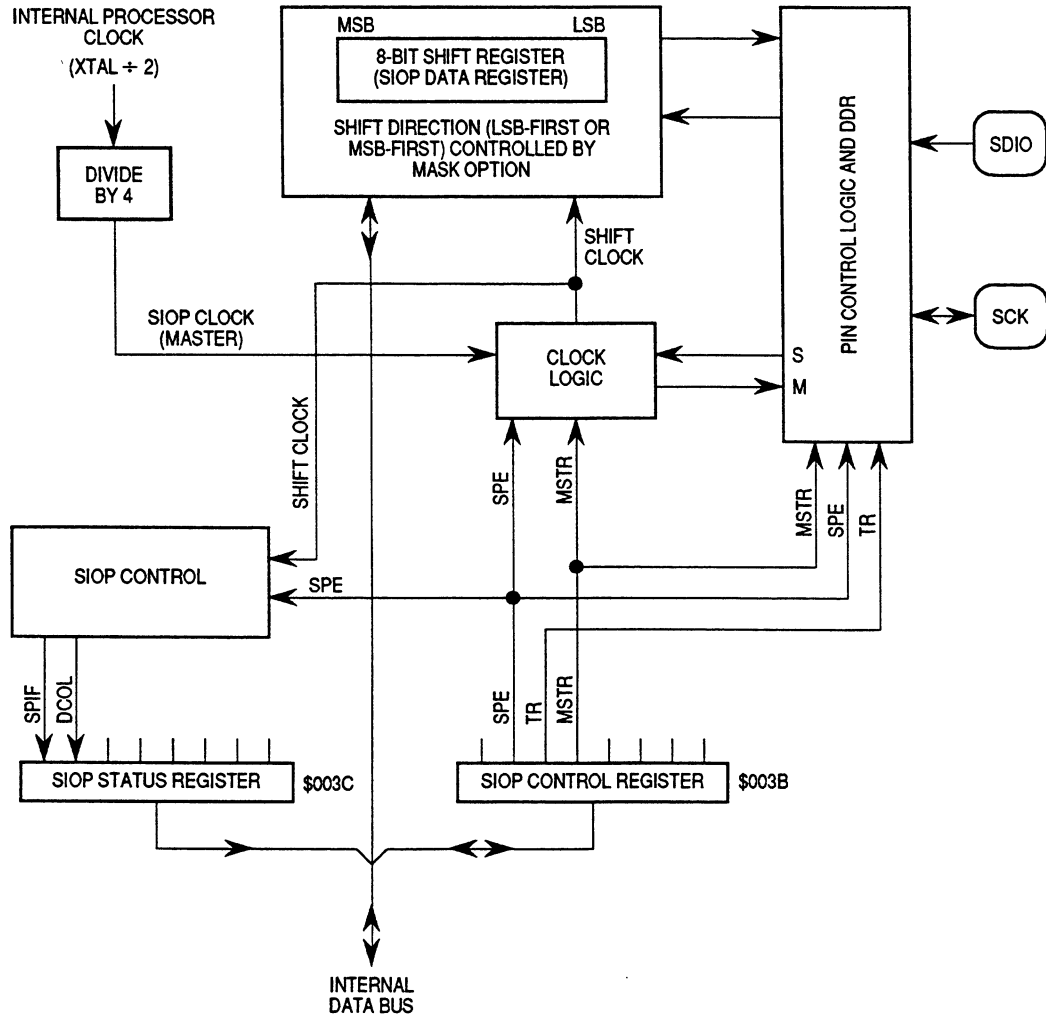 INTERNAL PROCESSOR
CLOCK
(XTAL ÷ 2)
DIVIDE
BY 4
MSB
LSB
8-BIT SHIFT REGISTER
(SIOP DATA REGISTER)
SHIFT DIRECTION (LSB-FIRST OR
MSB-FIRST) CONTROLLED BY
MASK OPTION
PIN CONTROL LOGIC AND DDR
SDIO
SCK
SHIFT
CLOCK
SIOP CLOCK
(MASTER)
CLOCK
LOGIC
S
M
SHIFT CLOCK
SPE
MSTR
MSTR
SPE
TR
SIOP CONTROL
SPE
SPIF
DCOL
SPE
TR
MSTR
SIOP STATUS REGISTER
$003C
SIOP CONTROL REGISTER
$003B
INTERNAL
DATA BUS